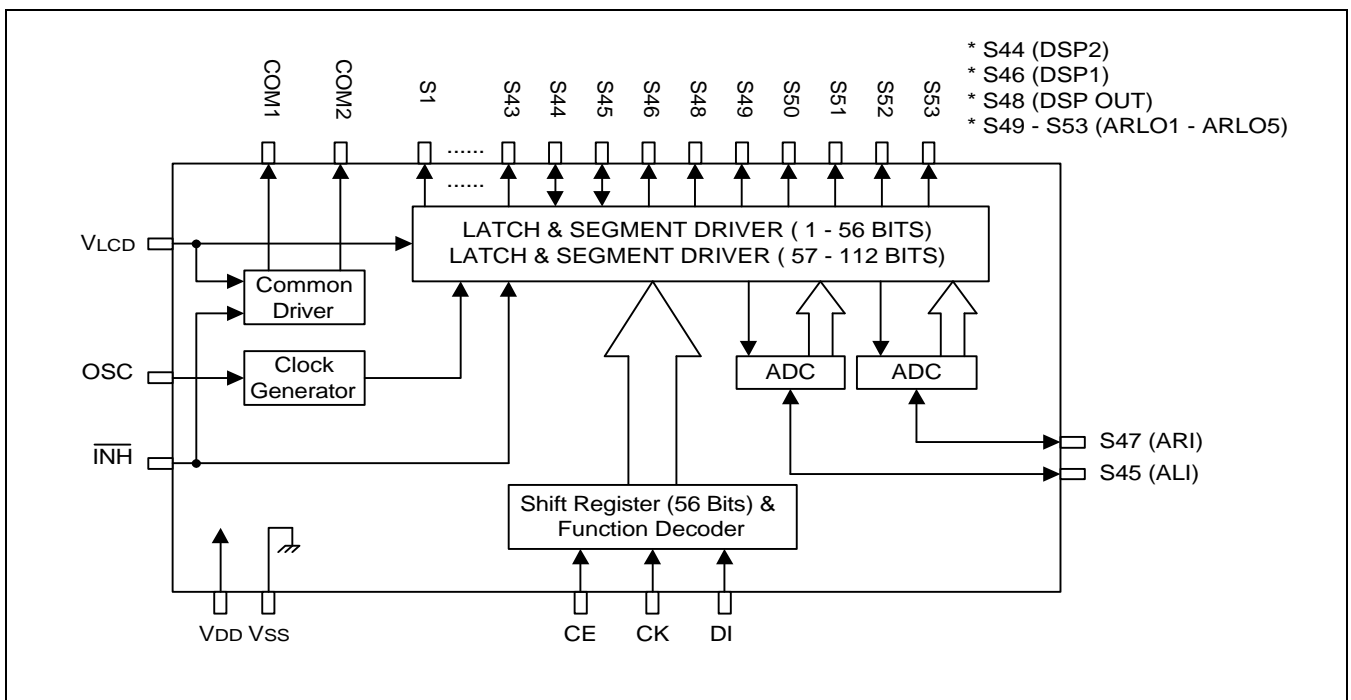 * S44 (DSP2)
* S46 (DSP1)
* S48 (DSP OUT)
* S49 - S53 (ARLO1 - ARLO5)
COM1
COM2
S1
......
S43
S44
S45
S46
S48
S49
S50
S51
S52
S53
......
VLCD
LATCH & SEGMENT DRIVER ( 1 - 56 BITS)
LATCH & SEGMENT DRIVER ( 57 - 112 BITS)
Common
Driver
OSC
Clock
Generator
ADC
ADC
INH
S47 (ARI)
S45 (ALI)
Shift Register (56 Bits) &
Function Decoder
VDD
VSS
CE
CK
DI